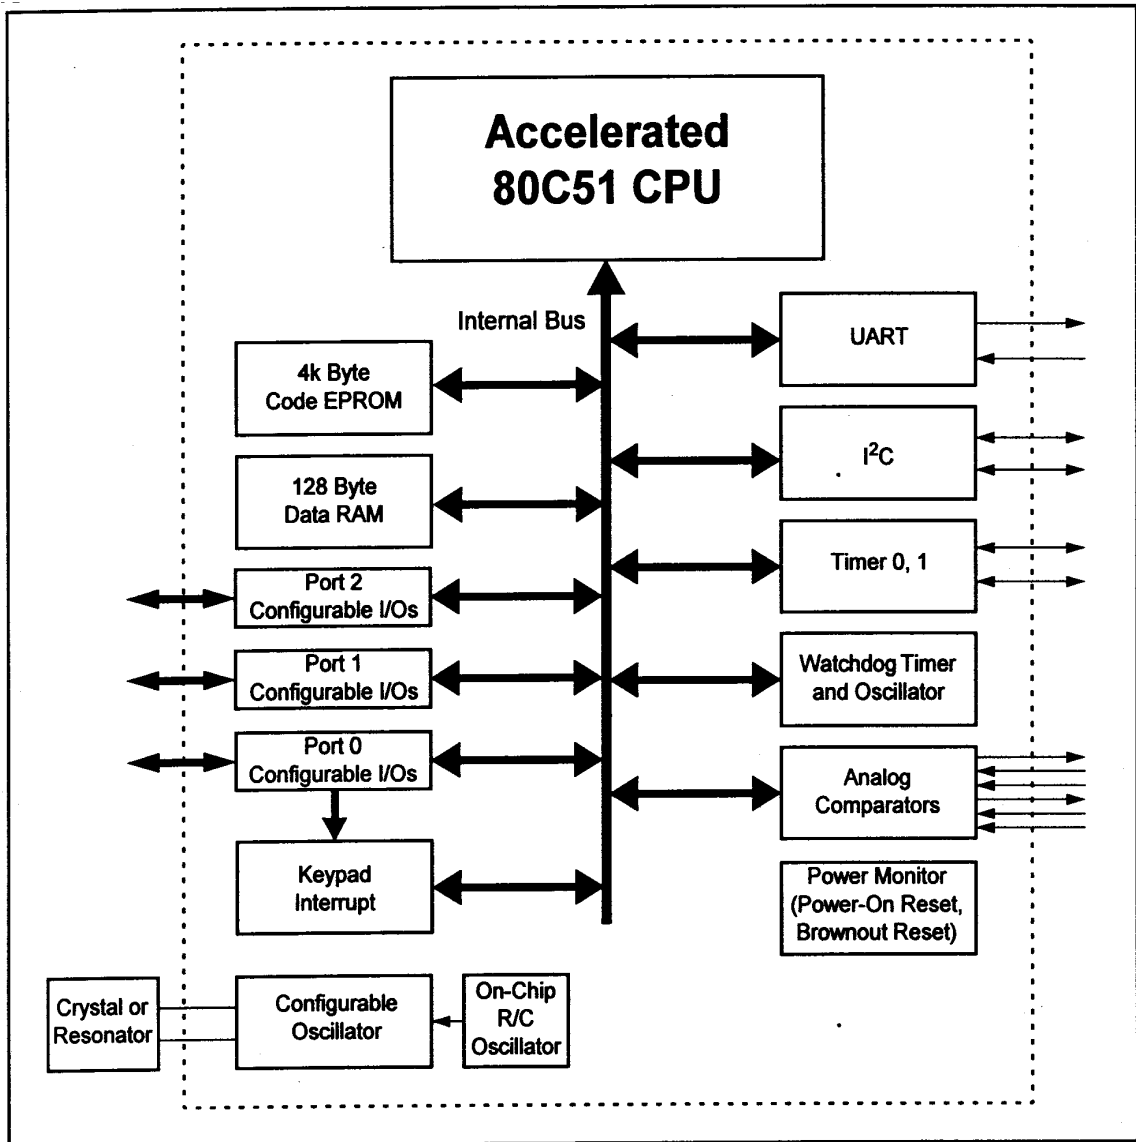 Accelerated
80C51 CPU
Internal Bus
4k Byte
Code EPROM
128 Byte
Data RAM
Port 2
Configurable I/Os
Port 1
Configurable I/Os
Port 0
Configurable I/Os
Keypad
Interrupt
Crystal or
Resonator
Configurable
Oscillator
On-Chip
R/C
Oscillator
UART
I²C
Timer 0, 1
Watchdog Timer
and Oscillator
Analog
Comparators
Power Monitor
(Power-On Reset,
Brownout Reset)